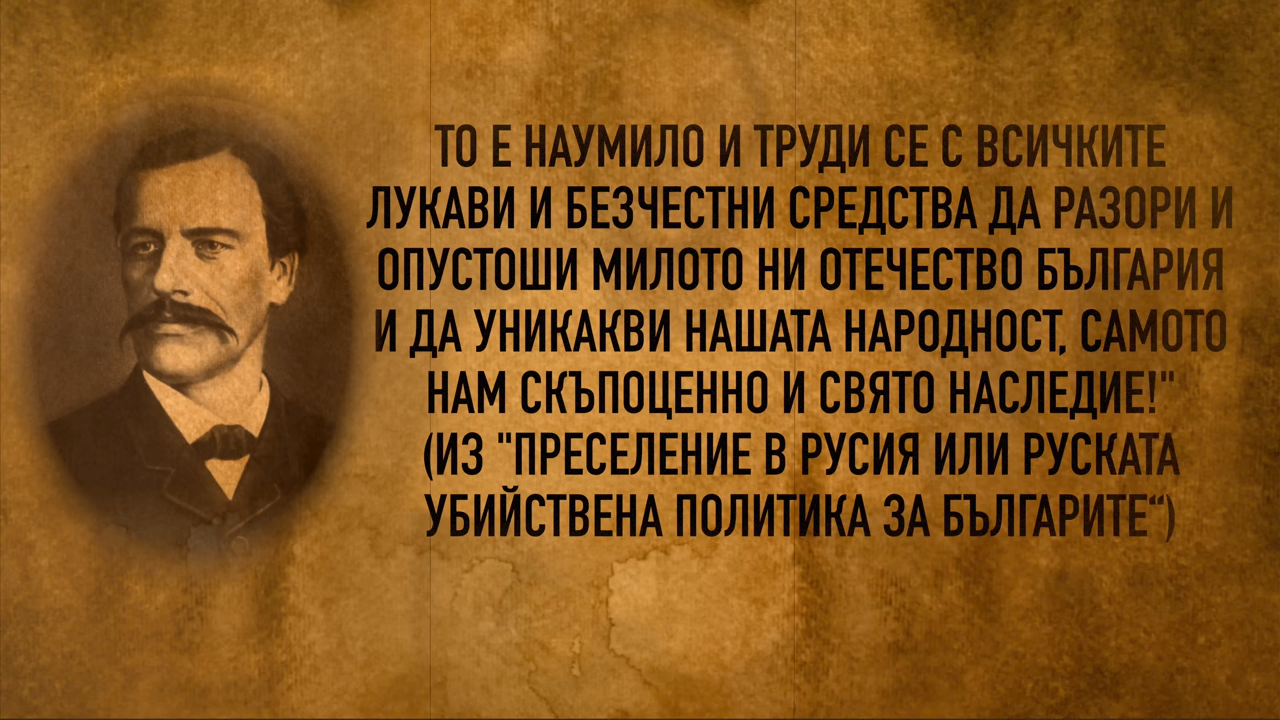 ТО Е НАУМИЛО И ТРУДИ СЕ С ВСИЧКИТЕ
ЛУКАВИ И БЕЗЧЕСТНИ СРЕДСТВА ДА РАЗОРИ И
ОПУСТОШИ МИЛОТО НИ ОТЕЧЕСТВО БЪЛГАРИЯ
И ДА УНИКАКВИ НАШАТА НАРОДНОСТ, САМОТО
НАМ СКЪПОЦЕННО И СВЯТО НАСЛЕДИЕ!"
(ИЗ "ПРЕСЕЛЕНИЕ В РУСИЯ ИЛИ РУСКАТА
УБИЙСТВЕНА ПОЛИТИКА ЗА БЪЛГАРИТЕ“)